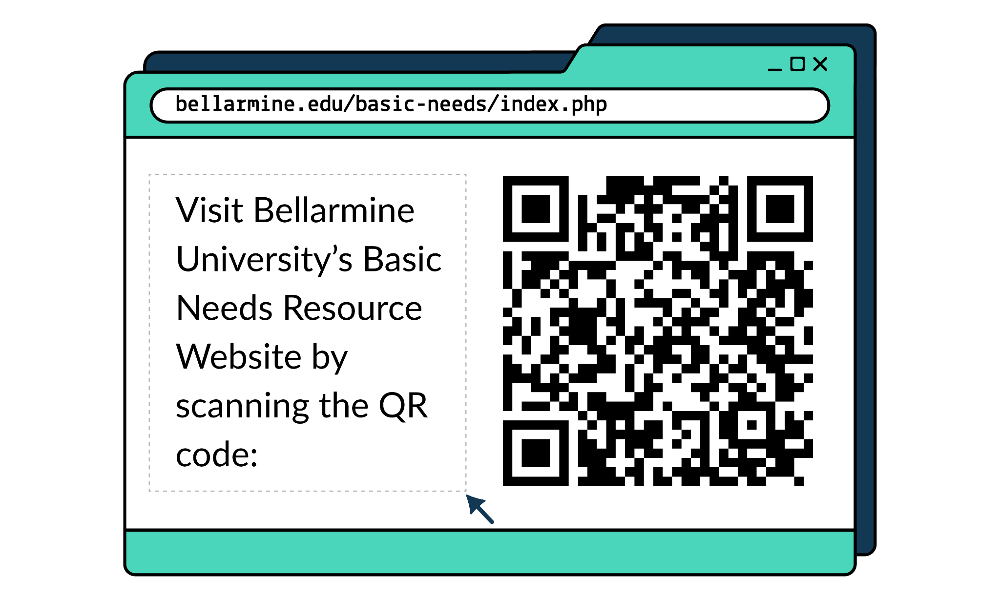 bellarmine.edu/basic-needs/index.php
Visit Bellarmine
University’s Basic
Needs Resource
Website by
scanning the QR
code: